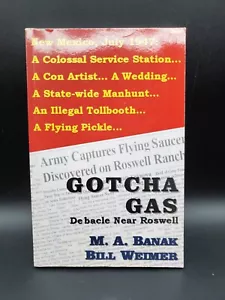 New Mexico, July 1947
A Colossal Service Station...
A Con Artist... A Wedding...
A State-wide Manhunt...
An Illegal Tollbooth...
A Flying Pickle...
Army Captures Flying Saucer
Discovered on Roswell Ranch
GOTCHA
GAS
Debacle Near Roswell
M. A. BANAK
BILL WEIMER